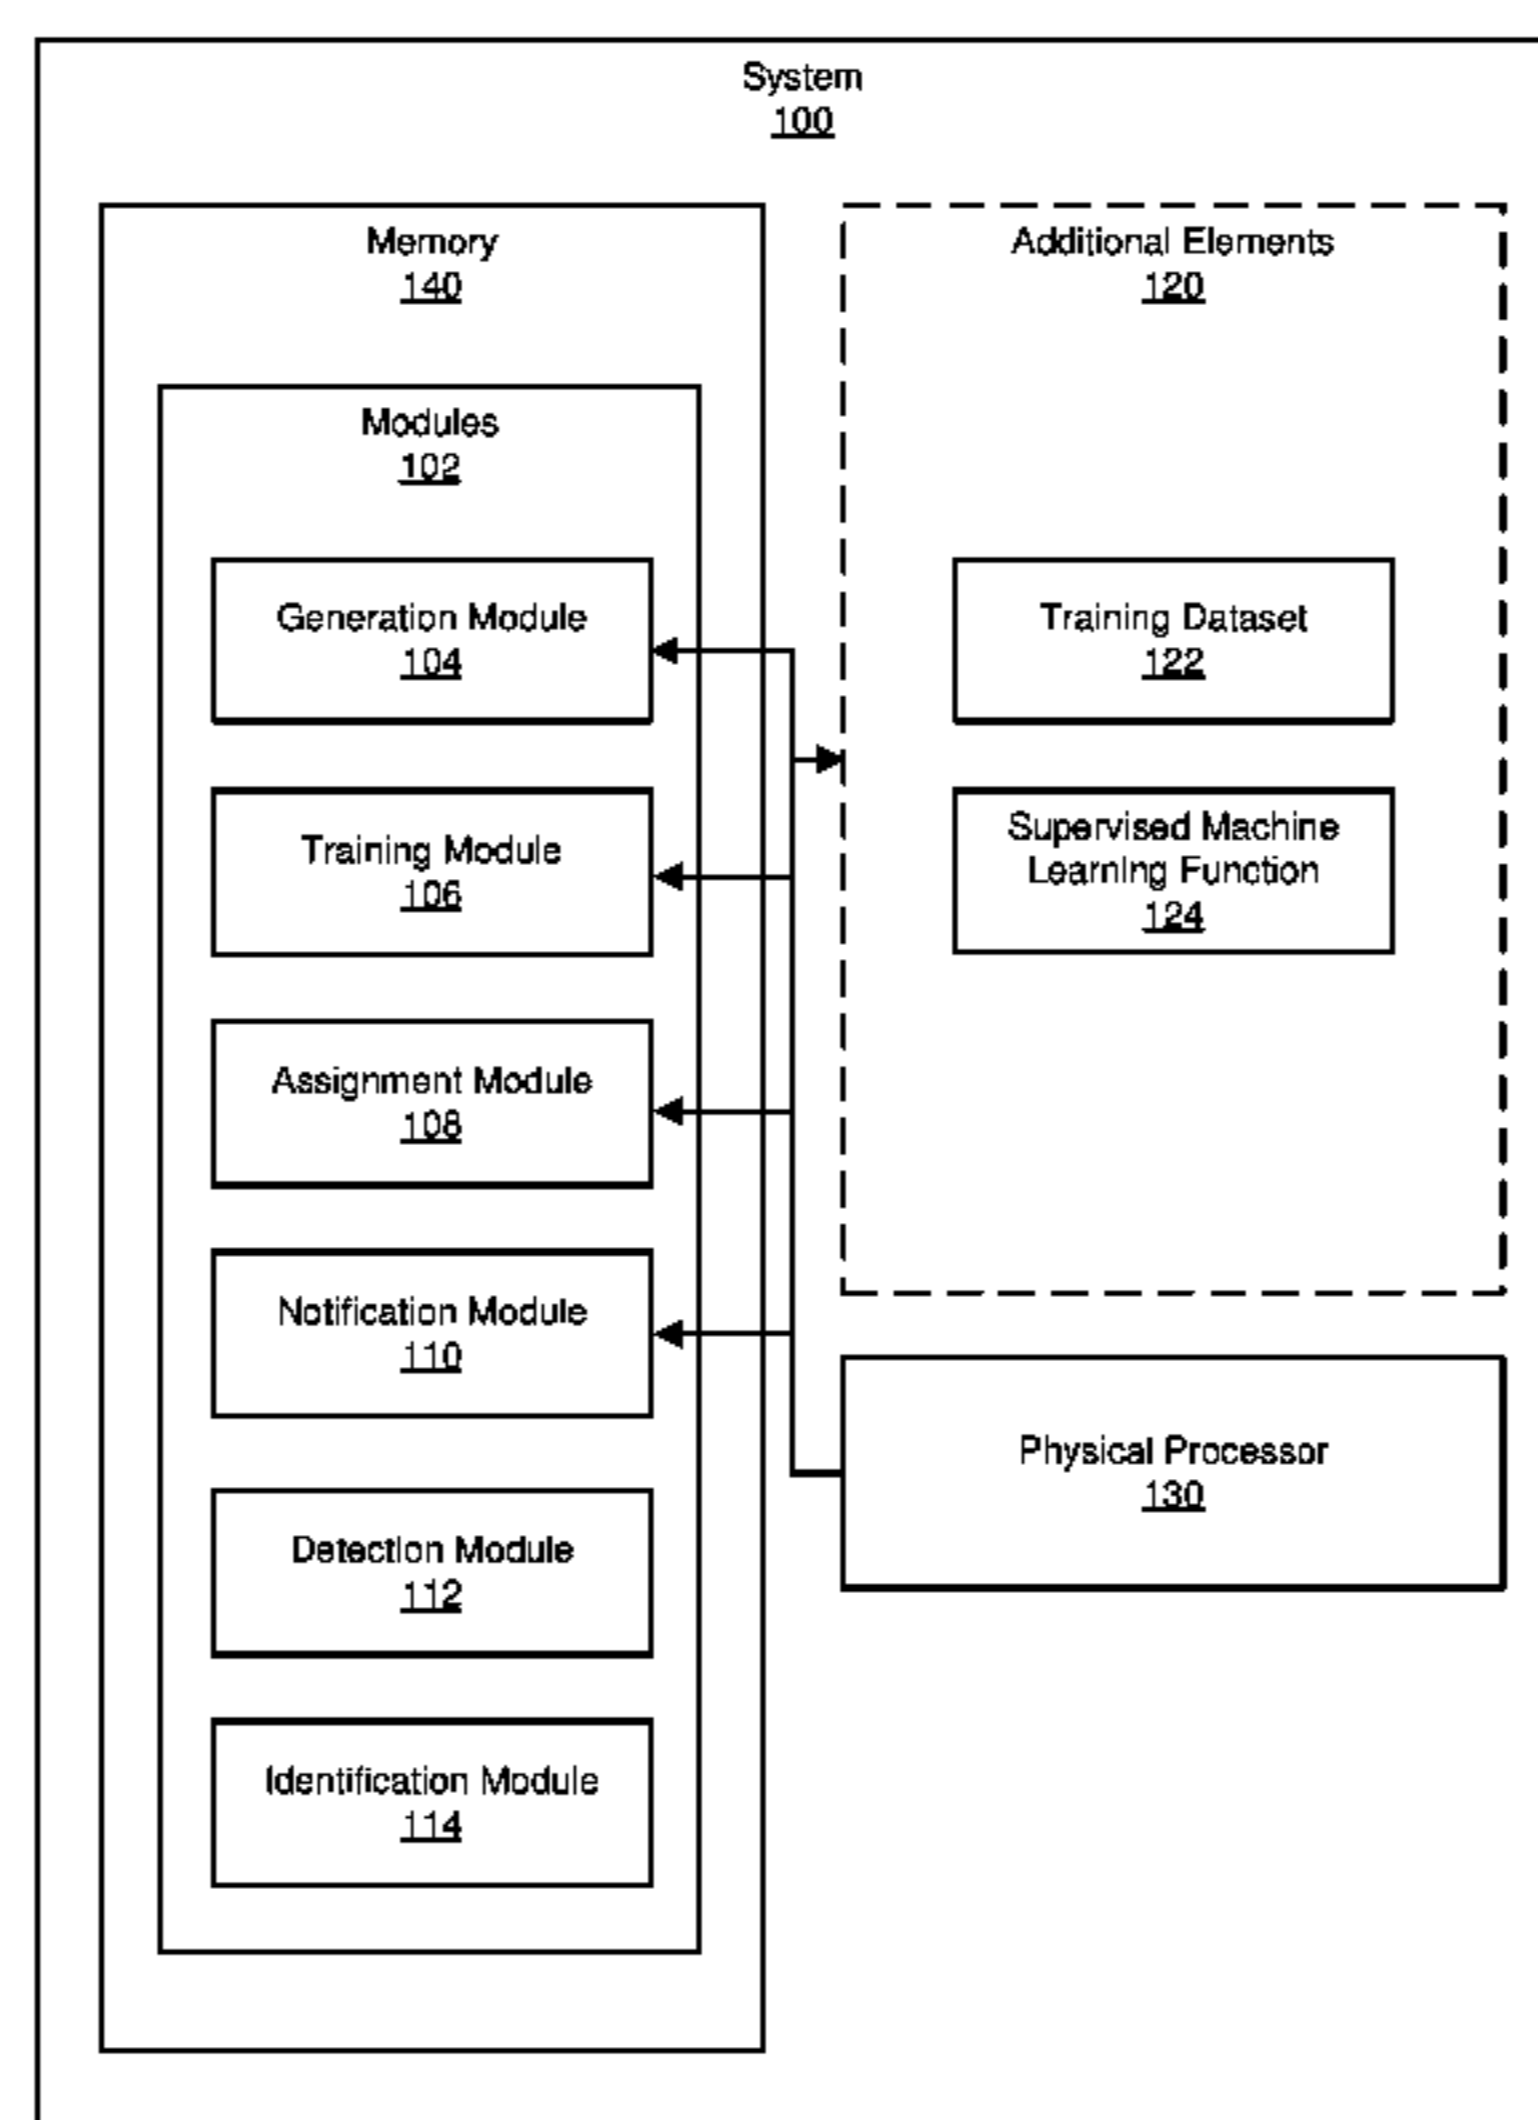 System
100
Memory
140
Modules
102
Generation Module
104
Training Module
106
Assignment Module
108
Notification Module
110
Detection Module
112
Identification Module
114
Additional Elements
120
Training Dataset
122
Supervised Machine
Learning Function
124
Physical Processor
130